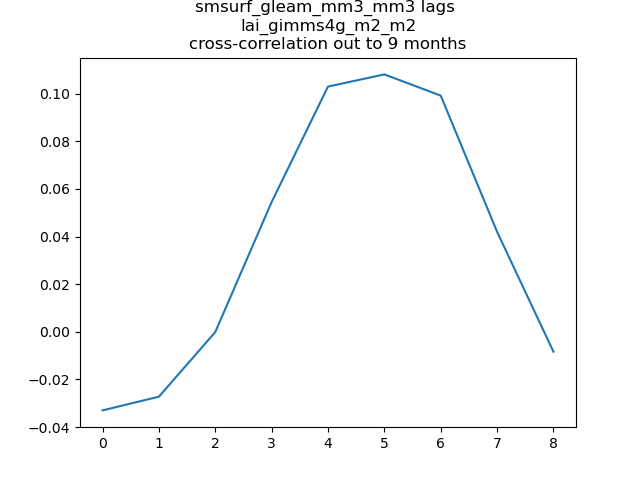 smsurf_gleam_mm3_mm3 lags
lai_gimms4g_m2_m2
cross-correlation out to 9 months
0.10
0.08
0.06
0.04
0.02
0.00
−0.02
−0.04
0 1 2 3 4 5 6 7 8